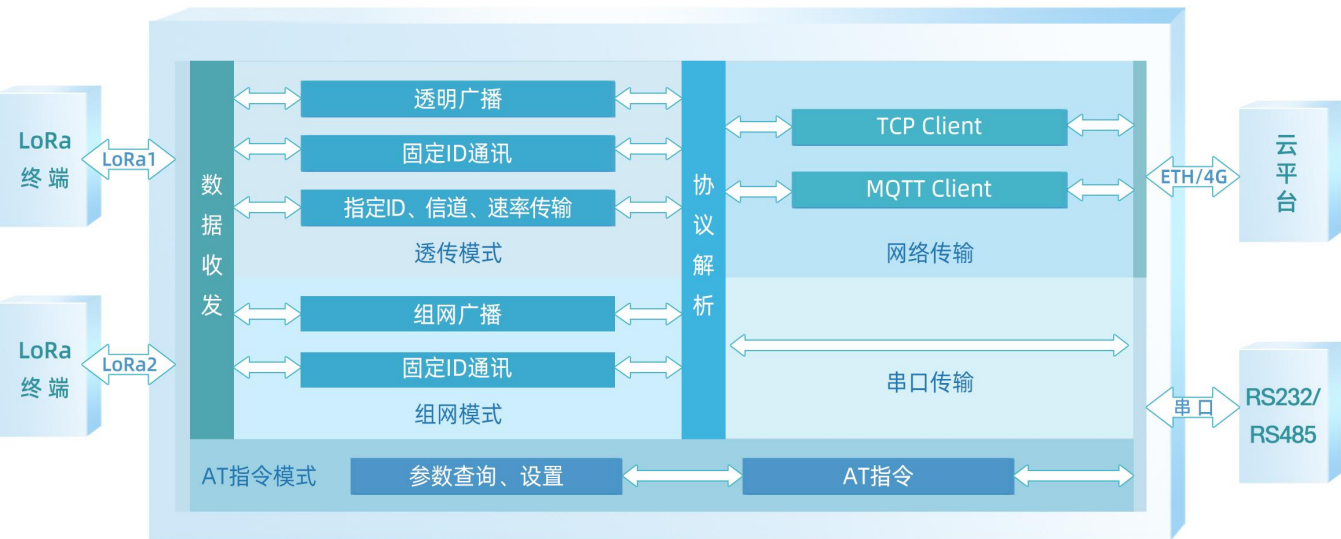 LoRa
终端
LoRa1
LoRa
终端
LoRa2
数据收发
透明广播
固定ID通讯
指定ID、信道、速率传输
透传模式
组网广播
固定ID通讯
组网模式
协议解析
TCP Client
MQTT Client
网络传输
串口传输
AT指令模式
参数查询、设置
AT指令
ETH/4G
云平台
串口
RS232/
RS485